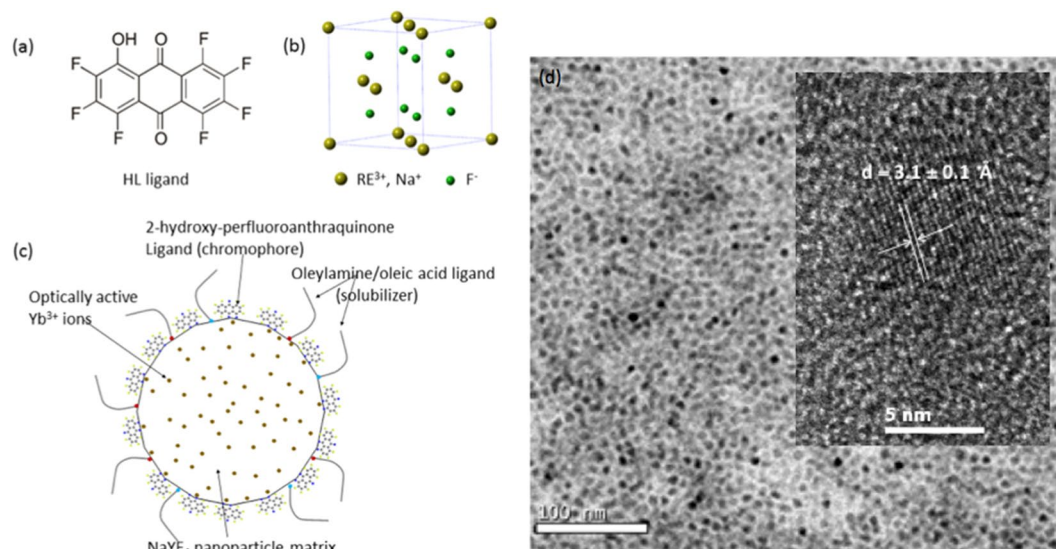 (a)
OH O F
F F
F F
F O F
HL ligand
(b)
RE³⁺, Na⁺ F⁻
(c)
2-hydroxy-perfluoroanthraquinone
Ligand (chromophore)
Oleylamine/oleic acid ligand
(solubilizer)
Optically active
Yb³⁺ ions
NaYF₄ nanoparticle matrix
(d)
d = 3.1 ± 0.1 Å
5 nm
100 nm